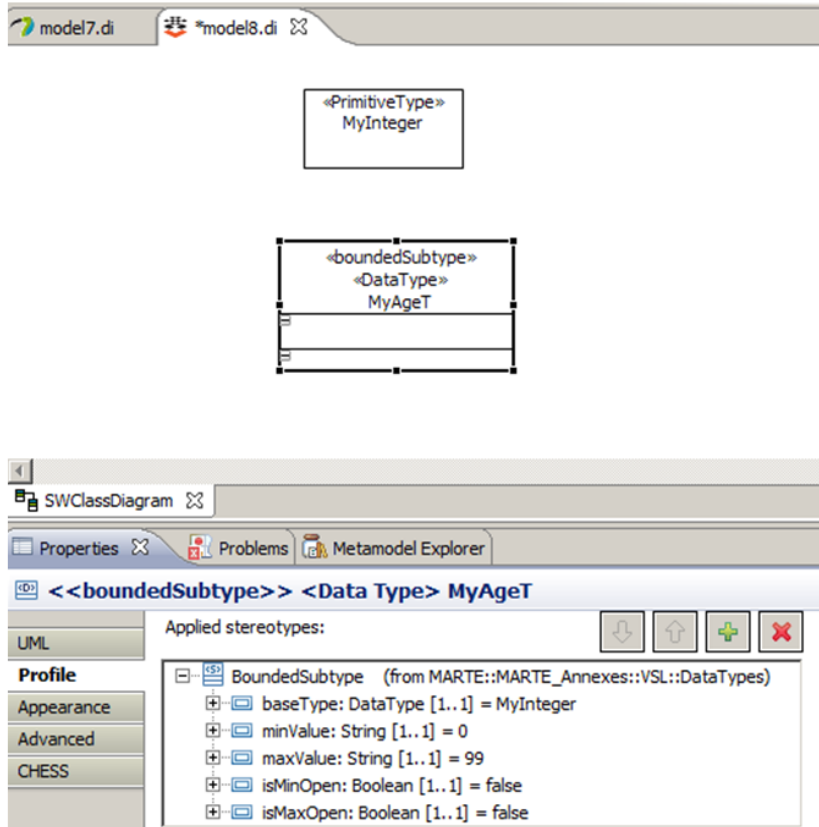 model7.di
*model8.di
«PrimitiveType»
MyInteger
«boundedSubtype»
«DataType»
MyAgeT
SWClassDiagram
Properties
Problems
Metamodel Explorer
<<boundedSubtype>> <Data Type> MyAgeT
UML
Profile
Appearance
Advanced
CHESS
Applied stereotypes:
BoundedSubtype (from MARTE::MARTE_Annexes::VSL::DataTypes)
baseType: DataType [1..1] = MyInteger
minValue: String [1..1] = 0
maxValue: String [1..1] = 99
isMinOpen: Boolean [1..1] = false
isMaxOpen: Boolean [1..1] = false